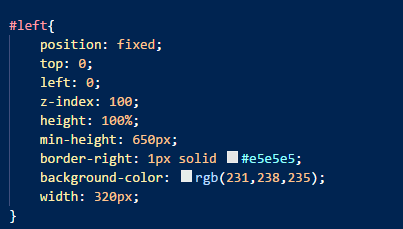 #left{
    position: fixed;
    top: 0;
    left: 0;
    z-index: 100;
    height: 100%;
    min-height: 650px;
    border-right: 1px solid #e5e5e5;
    background-color: rgb(231,238,235);
    width: 320px;
}